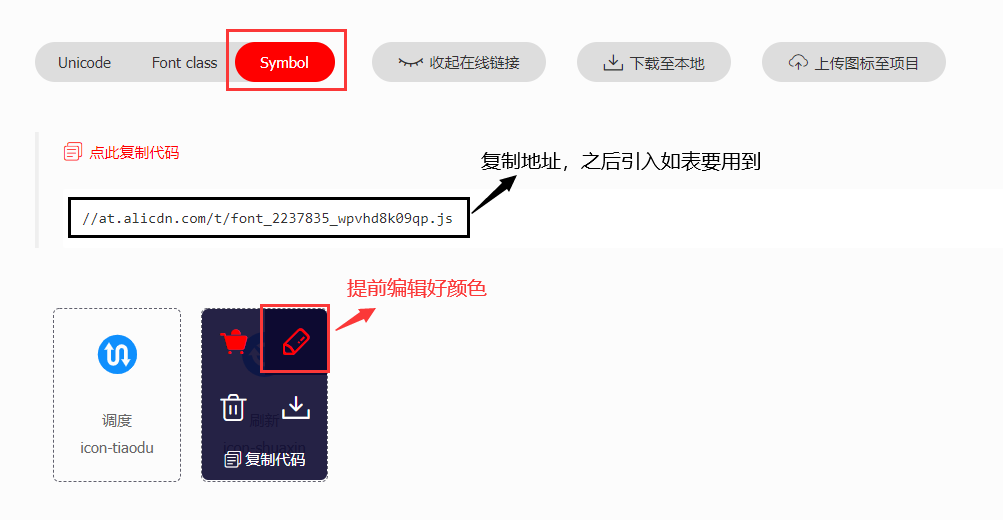 Unicode
Font class
Symbol
收起在线链接
下载至本地
上传图标至项目
点此复制代码
复制地址，之后引入如表要用到
//at.alicdn.com/t/font_2237835_wpvhd8k09qp.js
提前编辑好颜色
调度
icon-tiaodu
刷新
icon-shuaxin
复制代码